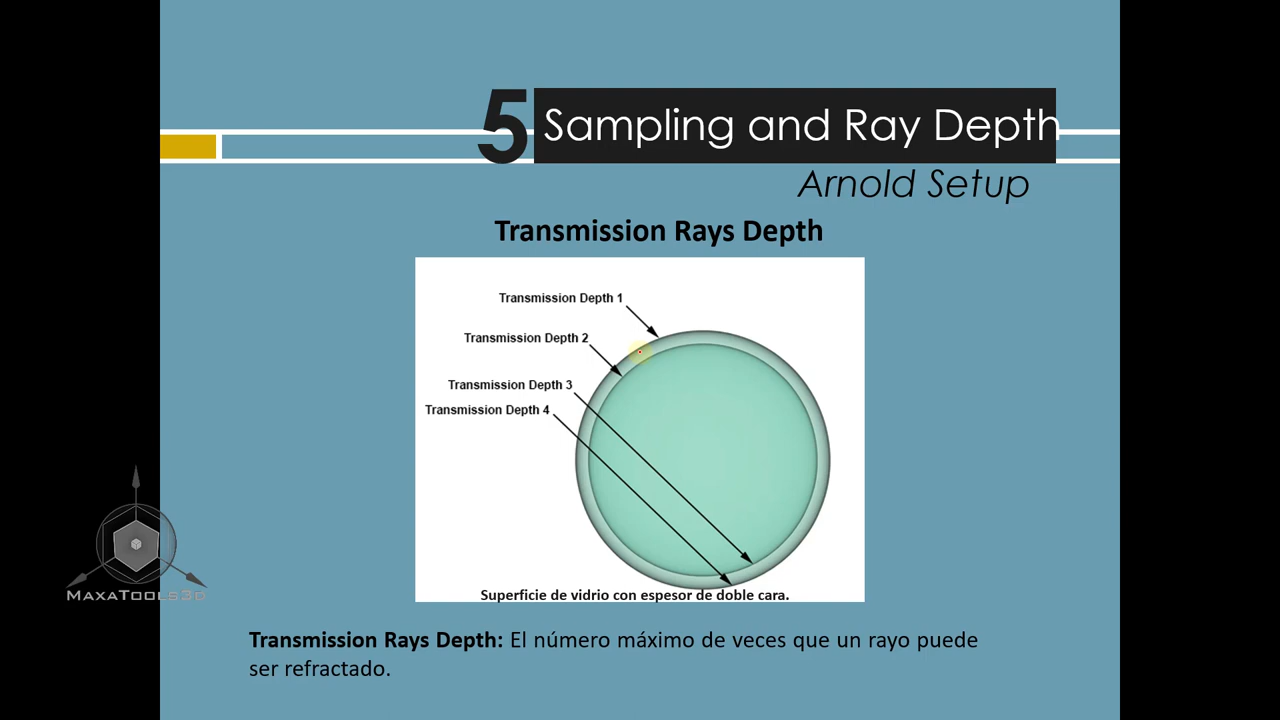 5 Sampling and Ray Depth
Arnold Setup
Transmission Rays Depth
Transmission Depth 1
Transmission Depth 2
Transmission Depth 3
Transmission Depth 4
Superficie de vidrio con espesor de doble cara.
MaxaTools3d
Transmission Rays Depth: El número máximo de veces que un rayo puede
ser refractado.